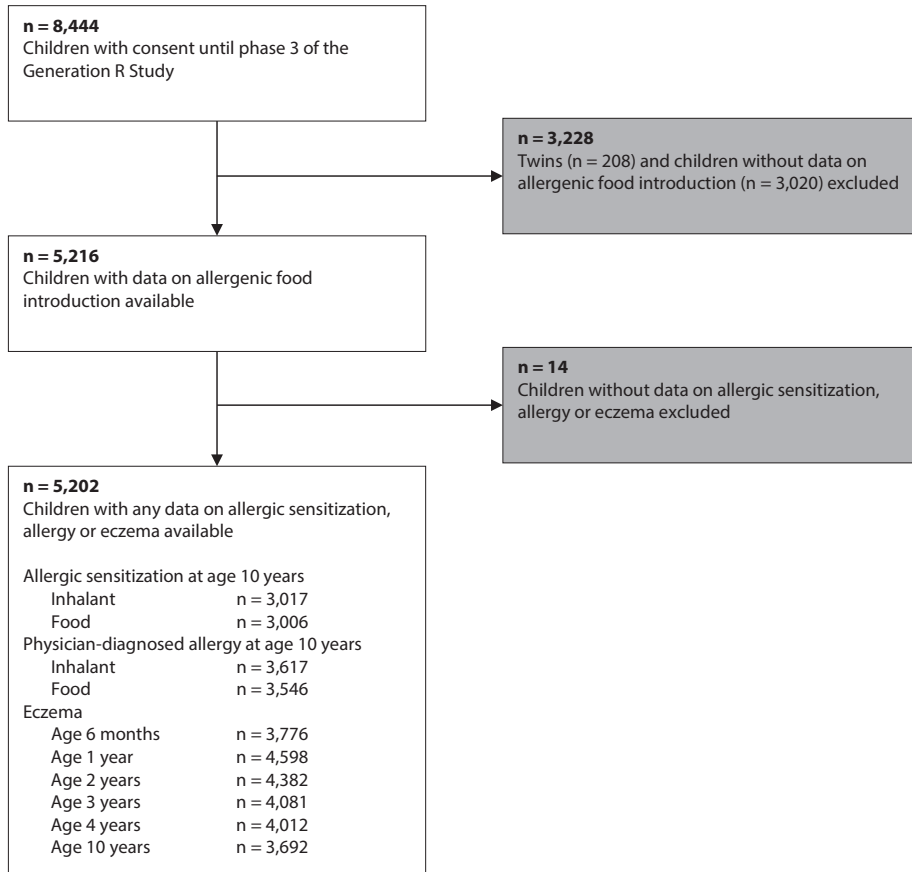 n = 8,444
Children with consent until phase 3 of the
Generation R Study
n = 3,228
Twins (n = 208) and children without data on
allergenic food introduction (n = 3,020) excluded
n = 5,216
Children with data on allergenic food
introduction available
n = 14
Children without data on allergic sensitization,
allergy or eczema excluded
n = 5,202
Children with any data on allergic sensitization,
allergy or eczema available
Allergic sensitization at age 10 years
Inhalant n = 3,017
Food n = 3,006
Physician-diagnosed allergy at age 10 years
Inhalant n = 3,617
Food n = 3,546
Eczema
Age 6 months n = 3,776
Age 1 year n = 4,598
Age 2 years n = 4,382
Age 3 years n = 4,081
Age 4 years n = 4,012
Age 10 years n = 3,692